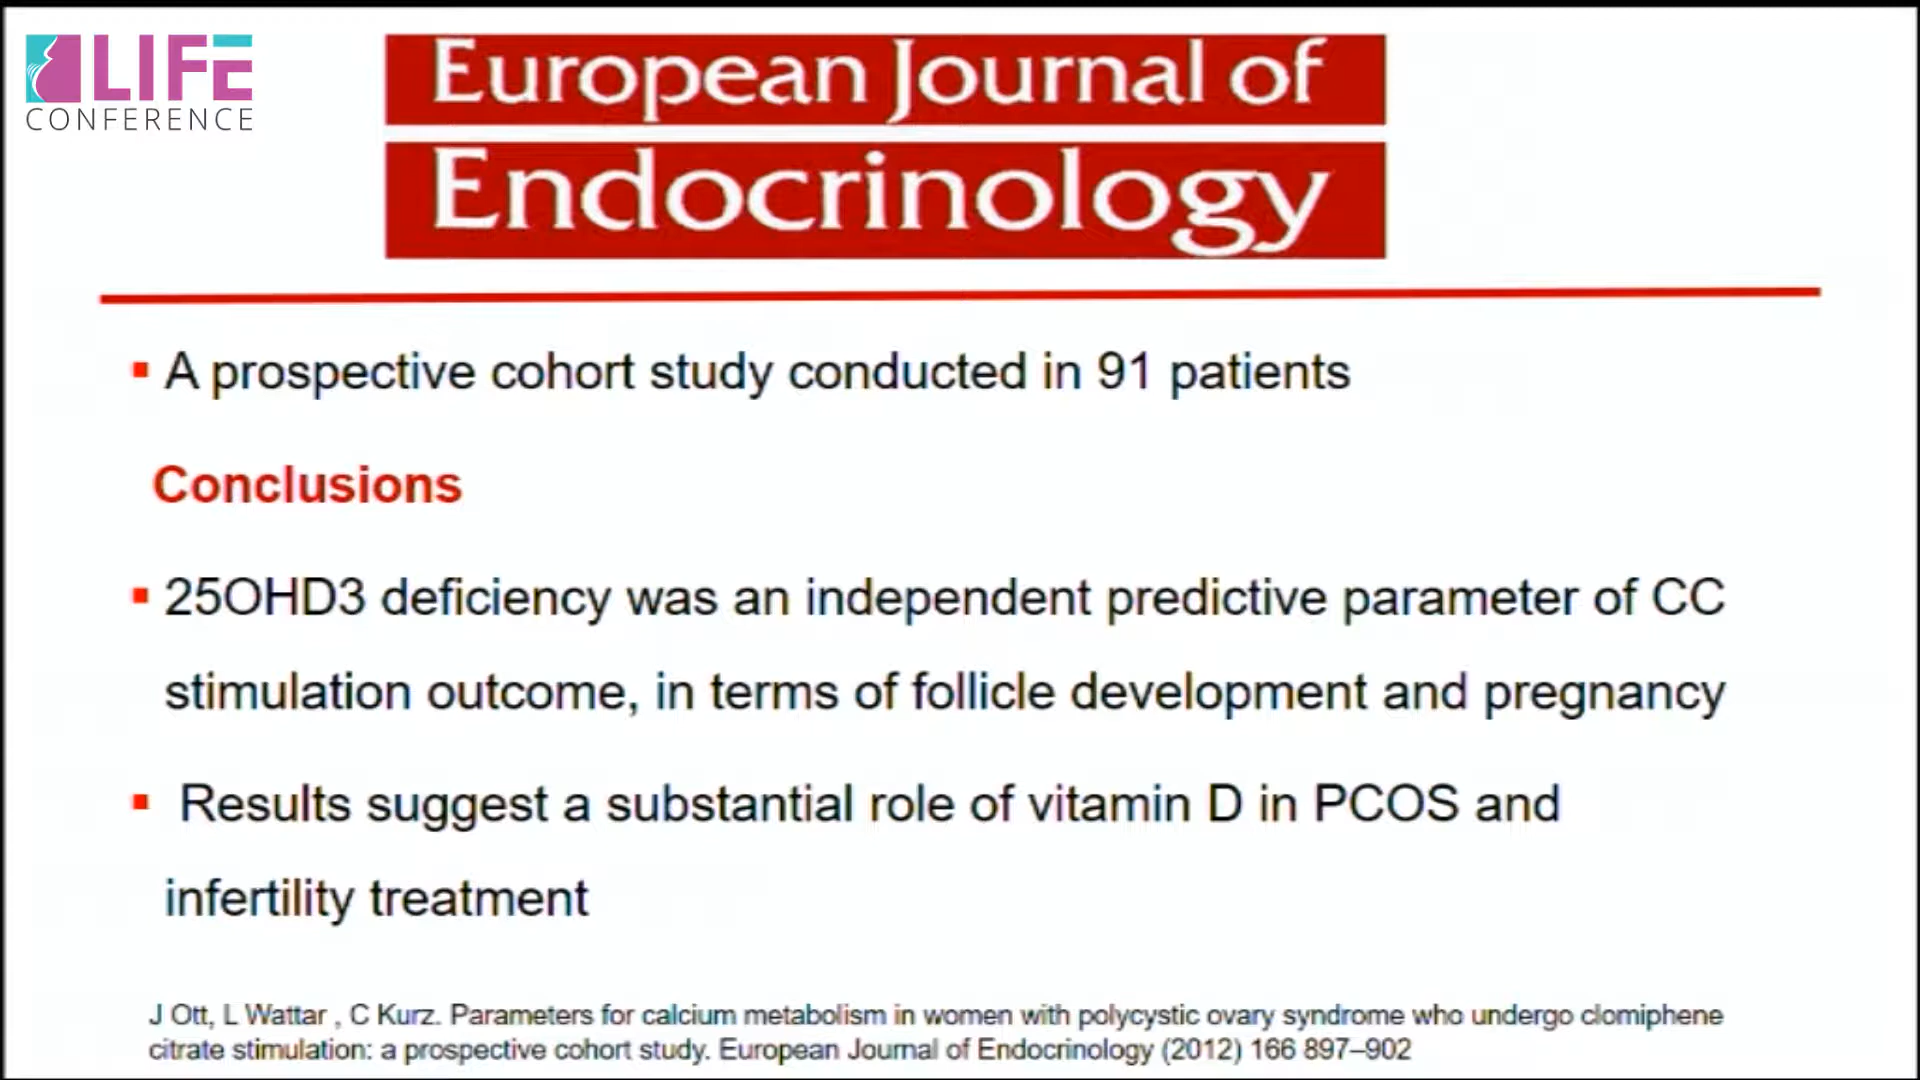 LIFE
CONFERENCE
European Journal of
Endocrinology
▪ A prospective cohort study conducted in 91 patients
Conclusions
▪ 25OHD3 deficiency was an independent predictive parameter of CC
stimulation outcome, in terms of follicle development and pregnancy
▪ Results suggest a substantial role of vitamin D in PCOS and
infertility treatment
J Ott, L Wattar , C Kurz. Parameters for calcium metabolism in women with polycystic ovary syndrome who undergo clomiphene
citrate stimulation: a prospective cohort study. European Journal of Endocrinology (2012) 166 897–902